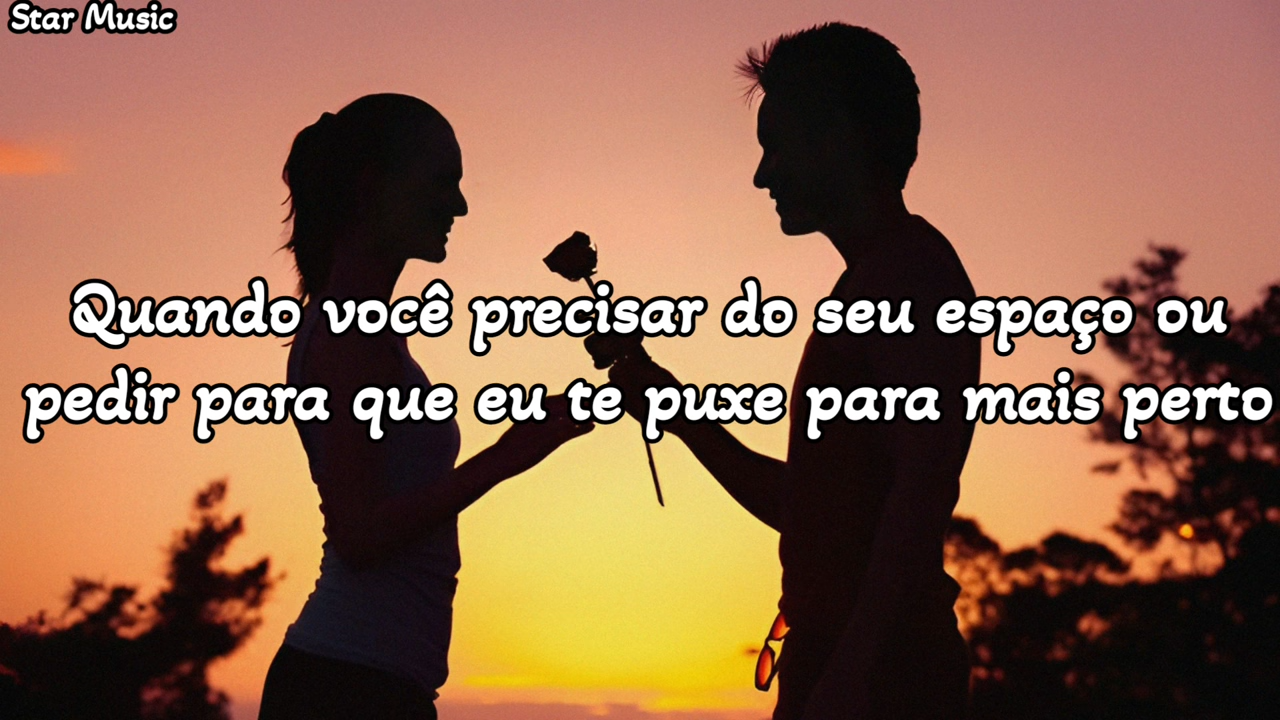 Star Music
Quando você precisar do seu espaço ou
pedir para que eu te puxe para mais perto